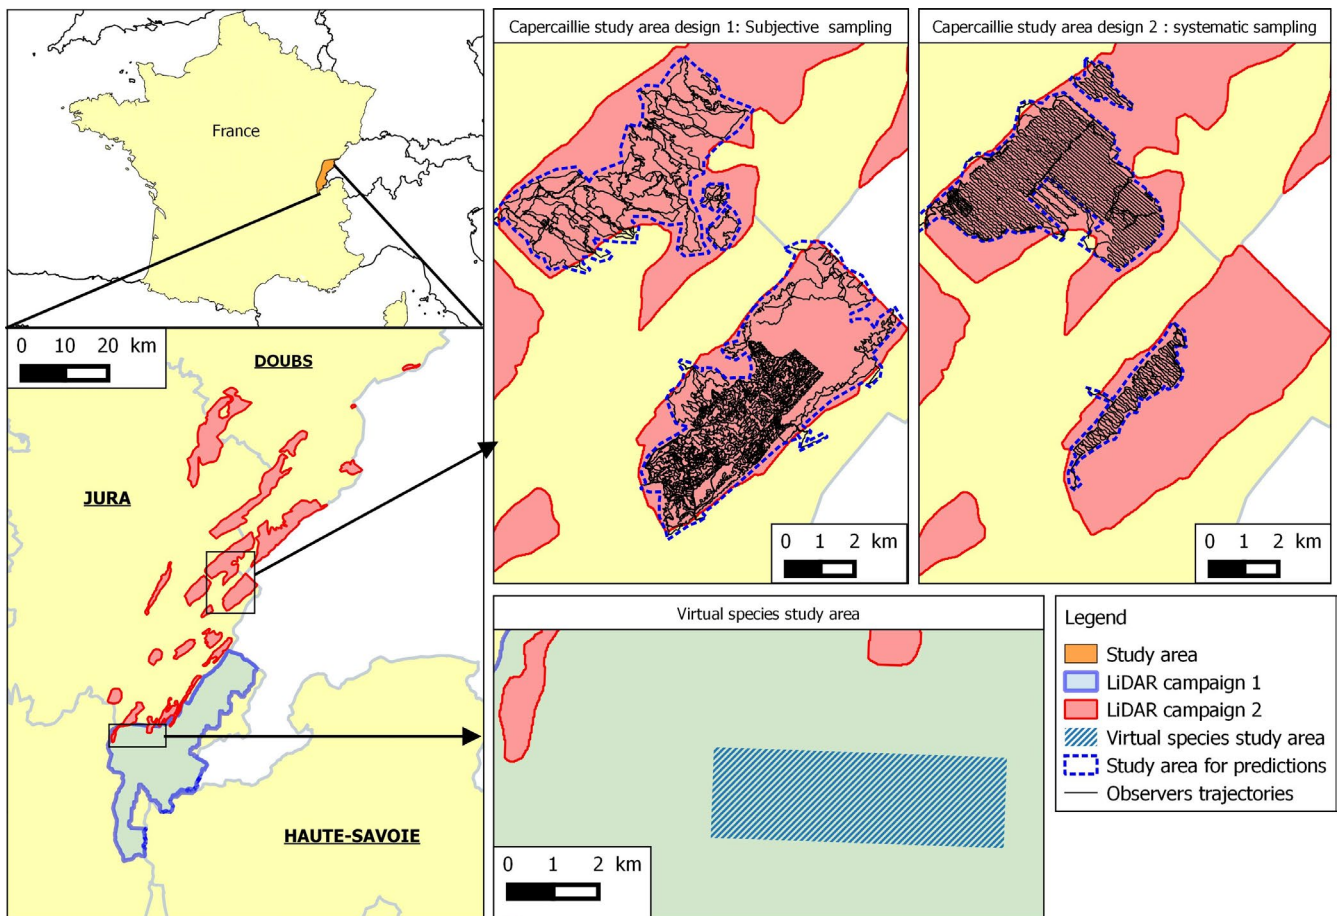 France
0 10 20 km
DOUBS
JURA
HAUTE-SAVOIE
Capercaillie study area design 1: Subjective sampling
0 1 2 km
Capercaillie study area design 2 : systematic sampling
0 1 2 km
Virtual species study area
0 1 2 km
Legend
Study area
LiDAR campaign 1
LiDAR campaign 2
Virtual species study area
Study area for predictions
Observers trajectories